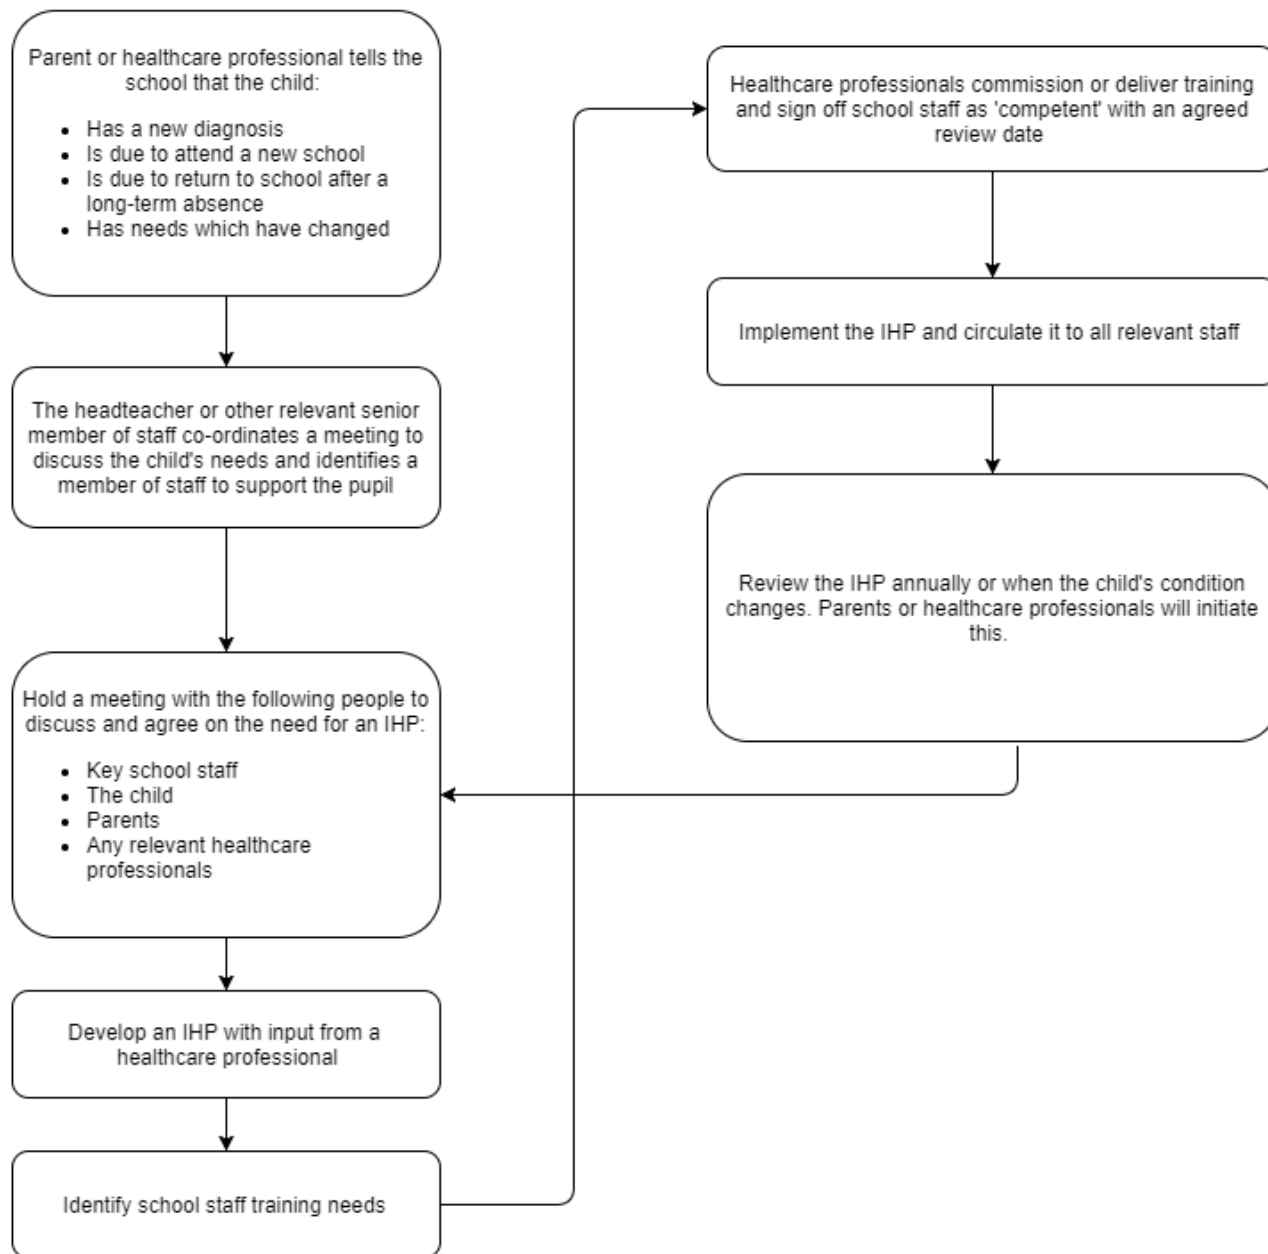 Parent or healthcare professional tells the
school that the child:
• Has a new diagnosis
• Is due to attend a new school
• Is due to return to school after a
long-term absence
• Has needs which have changed
The headteacher or other relevant senior
member of staff co-ordinates a meeting to
discuss the child's needs and identifies a
member of staff to support the pupil
Hold a meeting with the following people to
discuss and agree on the need for an IHP:
• Key school staff
• The child
• Parents
• Any relevant healthcare
professionals
Develop an IHP with input from a
healthcare professional
Identify school staff training needs
Healthcare professionals commission or deliver training
and sign off school staff as 'competent' with an agreed
review date
Implement the IHP and circulate it to all relevant staff
Review the IHP annually or when the child's condition
changes. Parents or healthcare professionals will initiate
this.